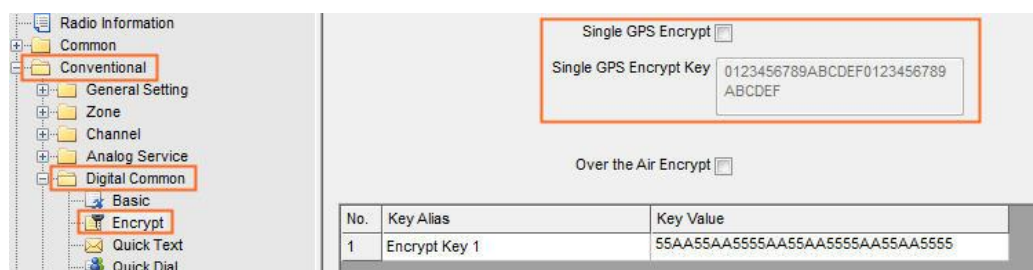 Radio Information
Common
Conventional
General Setting
Zone
Channel
Analog Service
Digital Common
Basic
Encrypt
Quick Text
Quick Dial
Single GPS Encrypt
Single GPS Encrypt Key
0123456789ABCDEF0123456789
ABCDEF
Over the Air Encrypt
No. Key Alias Key Value
1 Encrypt Key 1 55AA55AA5555AA55AA5555AA55AA5555